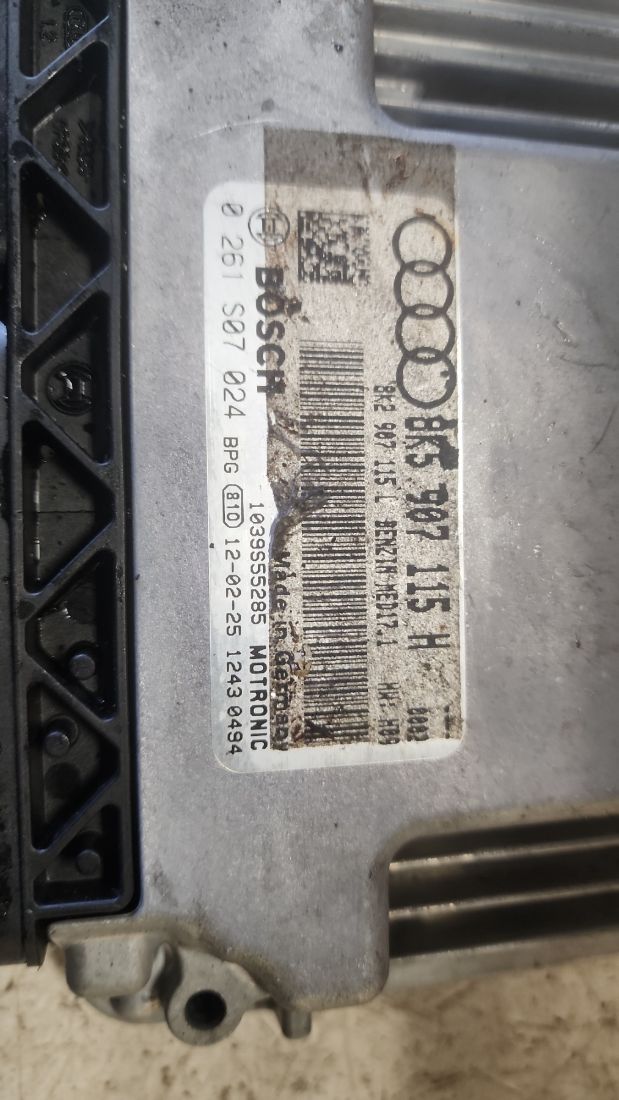 8K5 907 115 H
8K2 907 115 L BENZIN MED17.1
BOSCH
Made in Germany
0 261 S07 024
1039S55285 MOTRONIC
BPG 81D 12-02-25 1243 0494